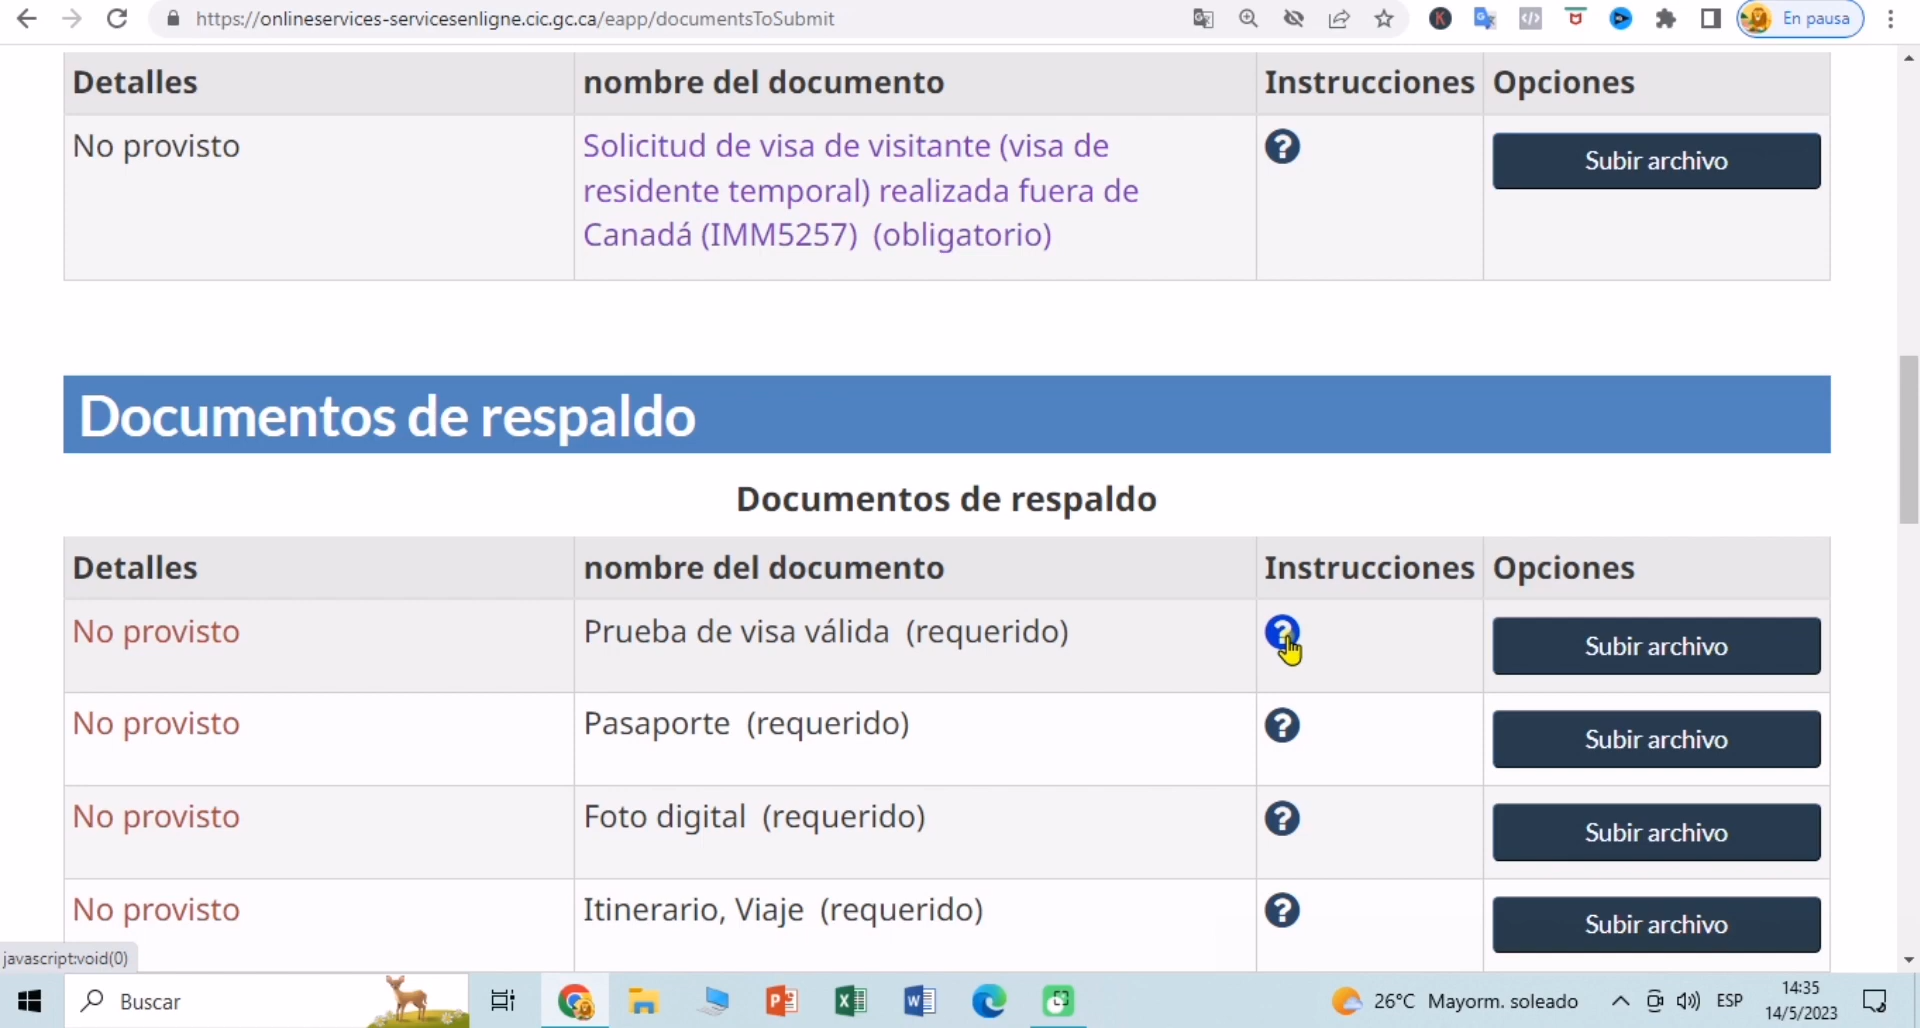 https://onlineservices-servicesenligne.cic.gc.ca/eapp/documentsToSubmit
En pausa
Detalles nombre del documento Instrucciones Opciones
No provisto
Solicitud de visa de visitante (visa de
residente temporal) realizada fuera de
Canadá (IMM5257) (obligatorio)
?
Subir archivo
Documentos de respaldo
Documentos de respaldo
Detalles nombre del documento Instrucciones Opciones
No provisto Prueba de visa válida (requerido) ? Subir archivo
No provisto Pasaporte (requerido) ? Subir archivo
No provisto Foto digital (requerido) ? Subir archivo
No provisto Itinerario, Viaje (requerido) ? Subir archivo
javascript:void(0)
Buscar
26°C Mayorm. soleado
ESP
14:35
14/5/2023